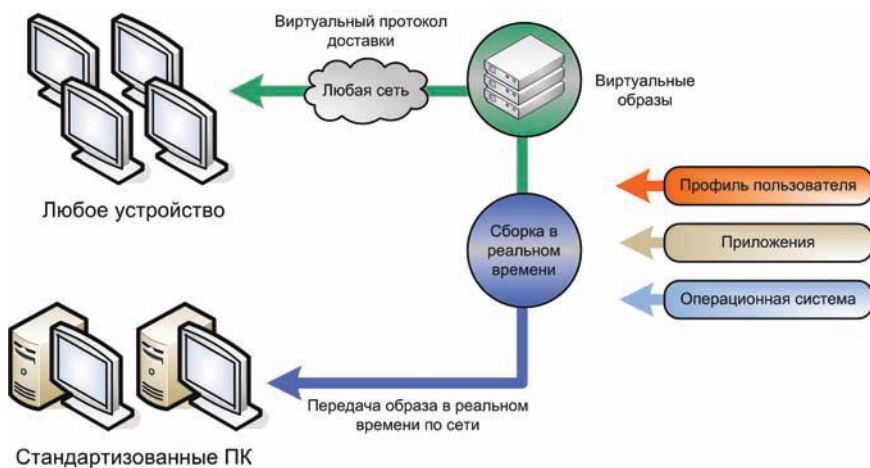 Виртуальный протокол
доставки
Любая сеть
Виртуальные
образы
Любое устройство
Профиль пользователя
Сборка в
реальном
времени
Приложения
Операционная система
Передача образа в реальном
времени по сети
Стандартизованные ПК